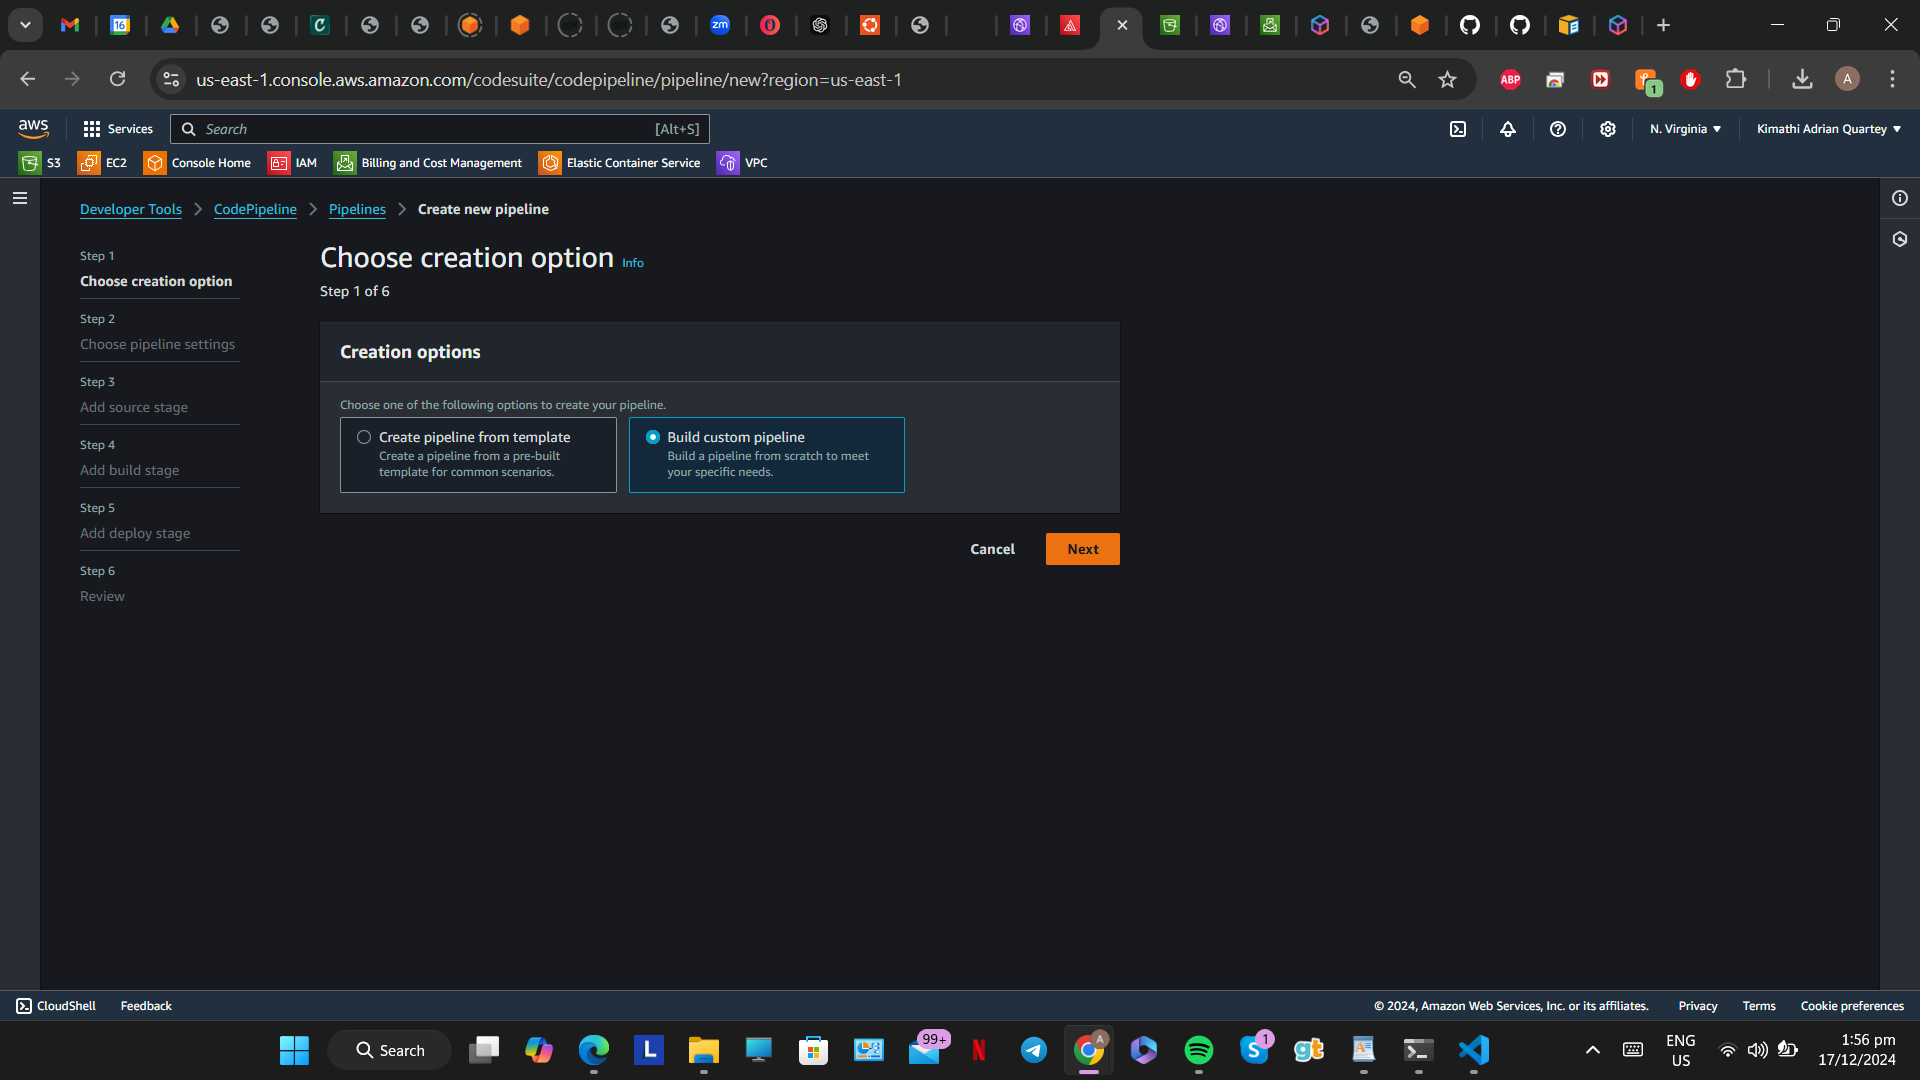 16
zm
us-east-1.console.aws.amazon.com/codesuite/codepipeline/pipeline/new?region=us-east-1
ABP
1
A
aws
Services
Search
[Alt+S]
N. Virginia
Kimathi Adrian Quartey
S3
EC2
Console Home
IAM
Billing and Cost Management
Elastic Container Service
VPC
Developer Tools
CodePipeline
Pipelines
Create new pipeline
Step 1
Choose creation option
Step 2
Choose pipeline settings
Step 3
Add source stage
Step 4
Add build stage
Step 5
Add deploy stage
Step 6
Review
Choose creation option Info
Step 1 of 6
Creation options
Choose one of the following options to create your pipeline.
Create pipeline from template
Create a pipeline from a pre-built
template for common scenarios.
Build custom pipeline
Build a pipeline from scratch to meet
your specific needs.
Cancel
Next
CloudShell
Feedback
© 2024, Amazon Web Services, Inc. or its affiliates.
Privacy
Terms
Cookie preferences
Search
L
99+
N
A
S
1
gt
ENG
US
1:56 pm
17/12/2024